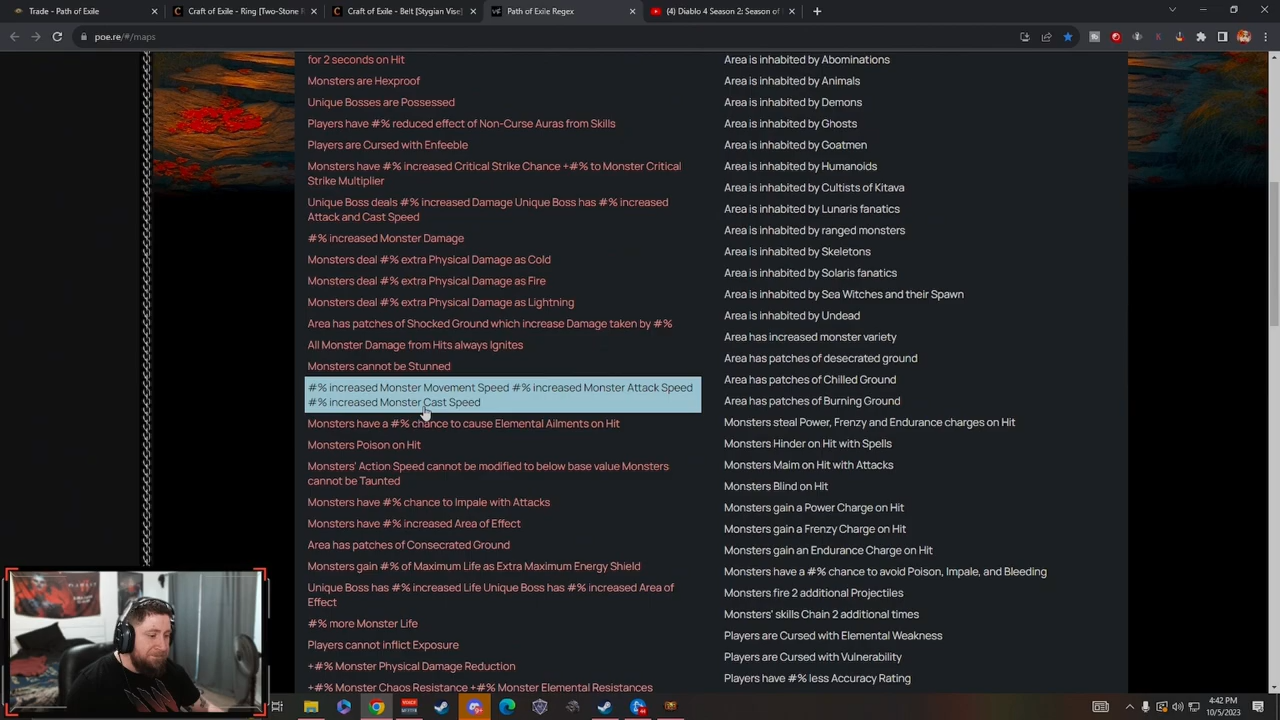 Trade - Path of Exile
Craft of Exile - Ring [Two-Stone R
Craft of Exile - Belt [Stygian Vise]
Path of Exile Regex
(4) Diablo 4 Season 2: Season of
poe.re/#/maps
for 2 seconds on Hit
Monsters are Hexproof
Unique Bosses are Possessed
Players have #% reduced effect of Non-Curse Auras from Skills
Players are Cursed with Enfeeble
Monsters have #% increased Critical Strike Chance +#% to Monster Critical
Strike Multiplier
Unique Boss deals #% increased Damage Unique Boss has #% increased
Attack and Cast Speed
#% increased Monster Damage
Monsters deal #% extra Physical Damage as Cold
Monsters deal #% extra Physical Damage as Fire
Monsters deal #% extra Physical Damage as Lightning
Area has patches of Shocked Ground which increase Damage taken by #%
All Monster Damage from Hits always Ignites
Monsters cannot be Stunned
#% increased Monster Movement Speed #% increased Monster Attack Speed
#% increased Monster Cast Speed
Monsters have a #% chance to cause Elemental Ailments on Hit
Monsters Poison on Hit
Monsters' Action Speed cannot be modified to below base value Monsters
cannot be Taunted
Monsters have #% chance to Impale with Attacks
Monsters have #% increased Area of Effect
Area has patches of Consecrated Ground
Monsters gain #% of Maximum Life as Extra Maximum Energy Shield
Unique Boss has #% increased Life Unique Boss has #% increased Area of
Effect
#% more Monster Life
Players cannot inflict Exposure
+#% Monster Physical Damage Reduction
+#% Monster Chaos Resistance +#% Monster Elemental Resistances
Area is inhabited by Abominations
Area is inhabited by Animals
Area is inhabited by Demons
Area is inhabited by Ghosts
Area is inhabited by Goatmen
Area is inhabited by Humanoids
Area is inhabited by Cultists of Kitava
Area is inhabited by Lunaris fanatics
Area is inhabited by ranged monsters
Area is inhabited by Skeletons
Area is inhabited by Solaris fanatics
Area is inhabited by Sea Witches and their Spawn
Area is inhabited by Undead
Area has increased monster variety
Area has patches of desecrated ground
Area has patches of Chilled Ground
Area has patches of Burning Ground
Monsters steal Power, Frenzy and Endurance charges on Hit
Monsters Hinder on Hit with Spells
Monsters Maim on Hit with Attacks
Monsters Blind on Hit
Monsters gain a Power Charge on Hit
Monsters gain a Frenzy Charge on Hit
Monsters gain an Endurance Charge on Hit
Monsters have a #% chance to avoid Poison, Impale, and Bleeding
Monsters fire 2 additional Projectiles
Monsters' skills Chain 2 additional times
Players are Cursed with Elemental Weakness
Players are Cursed with Vulnerability
Players have #% less Accuracy Rating
4:42 PM
10/5/2023